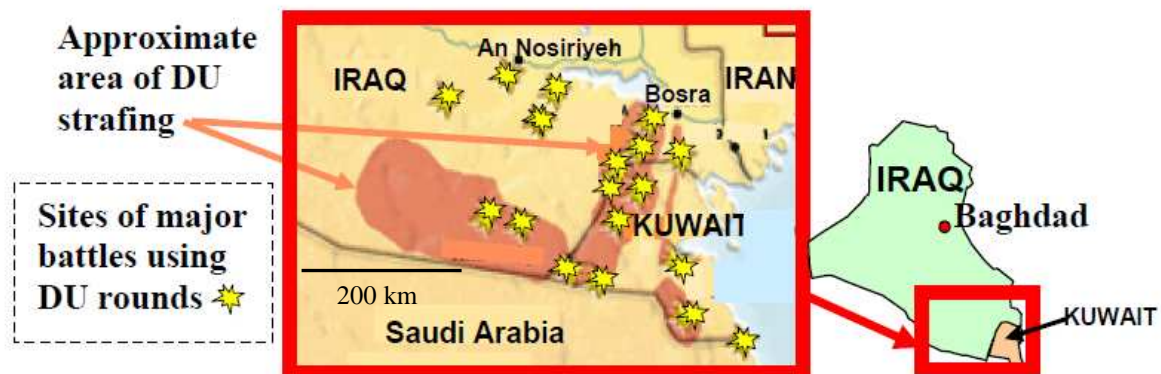 Approximate
area of DU
strafing
Sites of major
battles using
DU rounds
An Nosiriyeh
IRAQ
IRAN
Bosra
KUWAIT
200 km
Saudi Arabia
IRAQ
Baghdad
KUWAIT